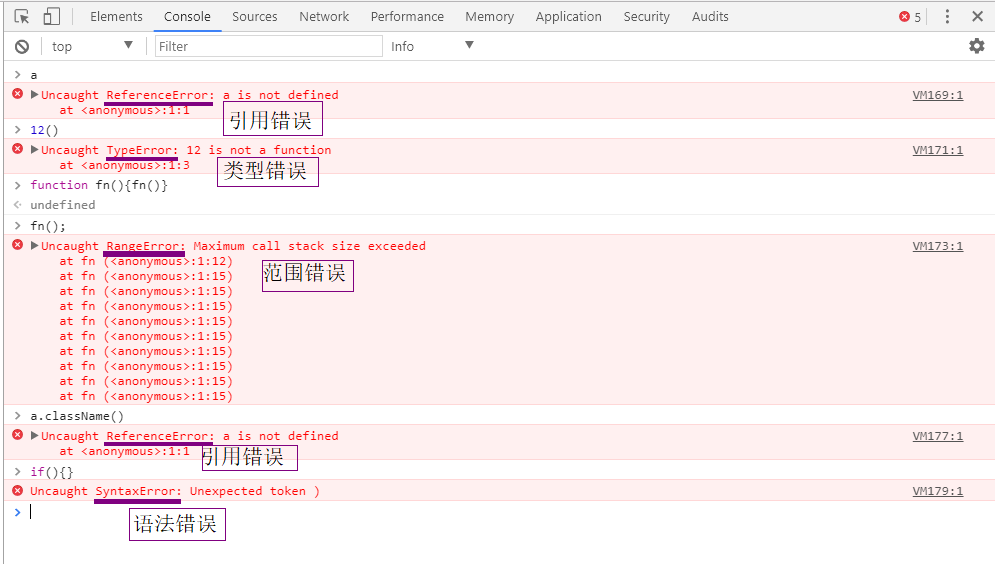 Elements Console Sources Network Performance Memory Application Security Audits 5
top Filter Info
a
Uncaught ReferenceError: a is not defined VM169:1
at <anonymous>:1:1
引用错误
12()
Uncaught TypeError: 12 is not a function VM171:1
at <anonymous>:1:3
类型错误
function fn(){fn()}
undefined
fn();
Uncaught RangeError: Maximum call stack size exceeded VM173:1
at fn (<anonymous>:1:12)
范围错误
at fn (<anonymous>:1:15)
at fn (<anonymous>:1:15)
at fn (<anonymous>:1:15)
at fn (<anonymous>:1:15)
at fn (<anonymous>:1:15)
at fn (<anonymous>:1:15)
at fn (<anonymous>:1:15)
at fn (<anonymous>:1:15)
at fn (<anonymous>:1:15)
a.className()
Uncaught ReferenceError: a is not defined VM177:1
at <anonymous>:1:1
引用错误
if(){}
Uncaught SyntaxError: Unexpected token ) VM179:1
语法错误